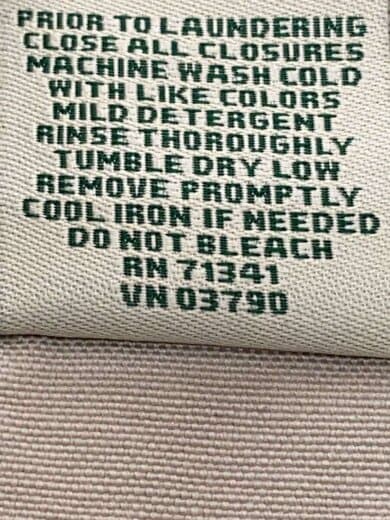 PRIOR TO LAUNDERING
CLOSE ALL CLOSURES
MACHINE WASH COLD
WITH LIKE COLORS
MILD DETERGENT
RINSE THOROUGHLY
TUMBLE DRY LOW
REMOVE PROMPTLY
COOL IRON IF NEEDED
DO NOT BLEACH
RN 71341
VN 03790